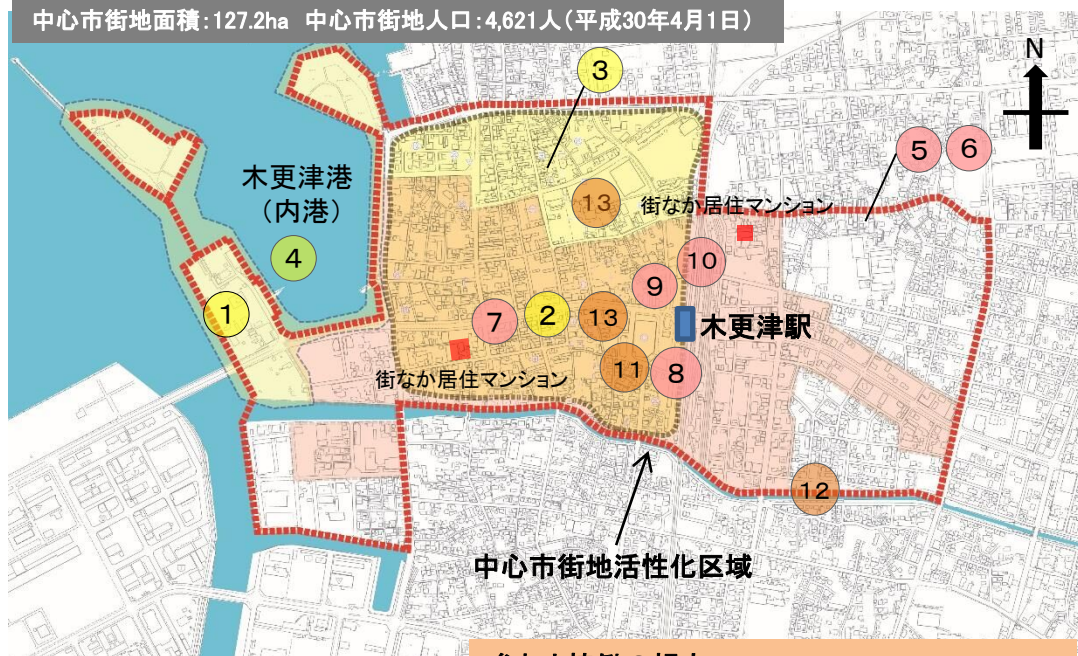 中心市街地面積:127.2ha 中心市街地人口:4,621人(平成30年4月1日)
N
3
5
6
木更津港
(内港)
13
街なか居住マンション
4
10
9
1
7
2
13
木更津駅
11
8
街なか居住マンション
12
中心市街地活性化区域